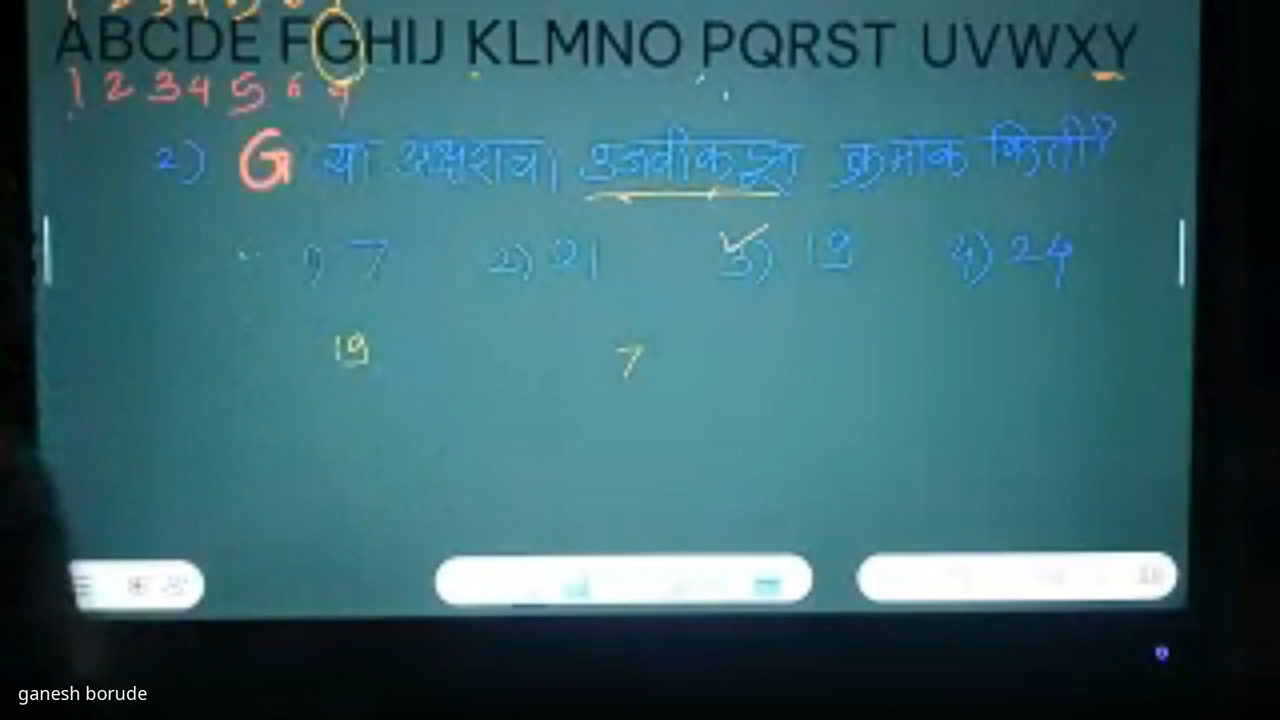 ABCDE FGHIJ KLMNO PQRST UVWXY
1 2 3 4 5 6 7
2) G या अक्षराचा उजवीकडून क्रमांक किती?
1) 7 2) 21 3) 19 4) 24
19 7
ganesh borude